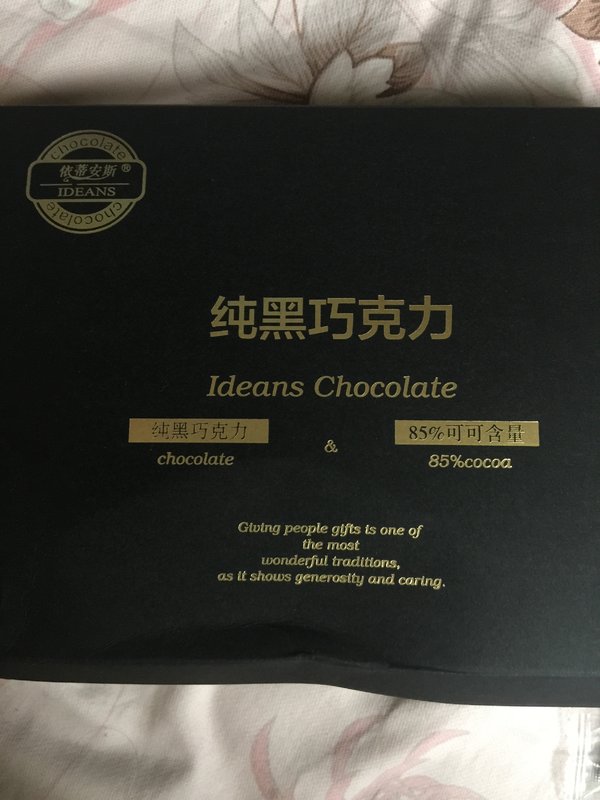 chocolate
依蒂安斯®
IDEANS
chocolate
纯黑巧克力
Ideans Chocolate
纯黑巧克力
chocolate
&
85%可可含量
85%cocoa
Giving people gifts is one of
the most
wonderful traditions,
as it shows generosity and caring.